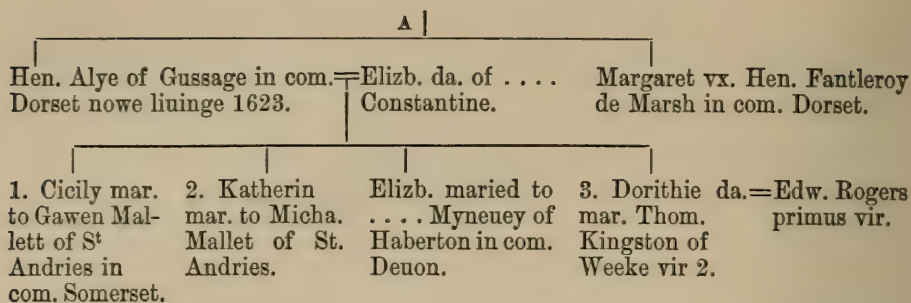 A
Hen. Alye of Gussage in com.=Elizb. da. of . . . . Margaret vx. Hen. Fantleroy
Dorset nowe liuinge 1623. Constantine. de Marsh in com. Dorset.
1. Cicily mar.
to Gawen Mal-
lett of St
Andries in
com. Somerset.
2. Katherin
mar. to Micha.
Mallet of St.
Andries.
Elizb. maried to
. . . . Myneuey of
Haberton in com.
Deuon.
3. Dorithie da.=Edw. Rogers
mar. Thom. primus vir.
Kingston of
Weeke vir 2.